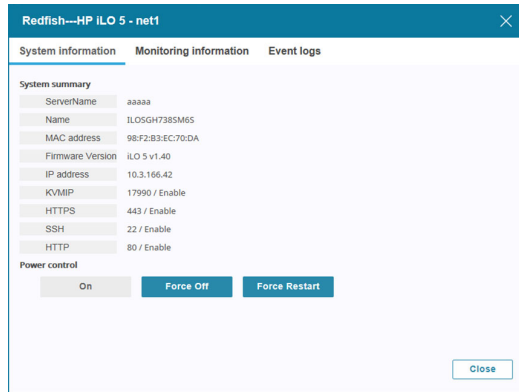 Redfish---HP iLO 5 - net1
System information Monitoring information Event logs
System summary
ServerName aaaaa
Name ILOSGH738SM6S
MAC address 98:F2:B3:EC:70:DA
Firmware Version iLO 5 v1.40
IP address 10.3.166.42
KVMIP 17990 / Enable
HTTPS 443 / Enable
SSH 22 / Enable
HTTP 80 / Enable
Power control
On Force Off Force Restart
Close